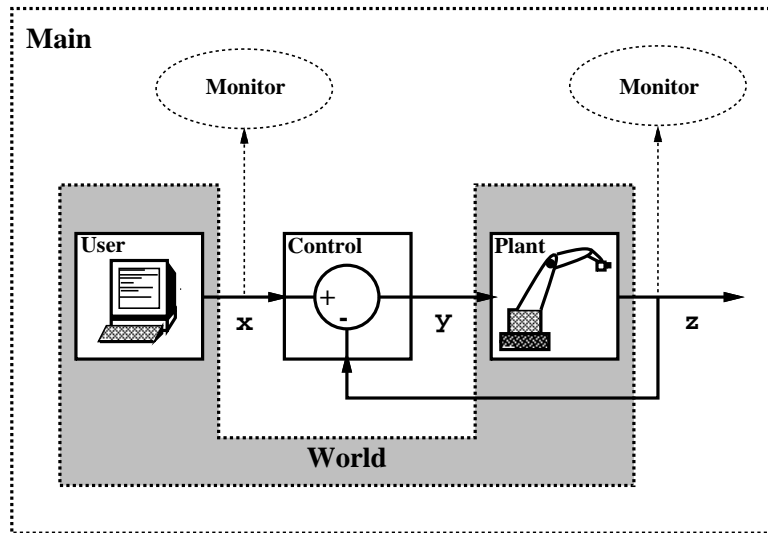 Main
Monitor
Monitor
User
Control
Plant
+
-
x
y
z
World